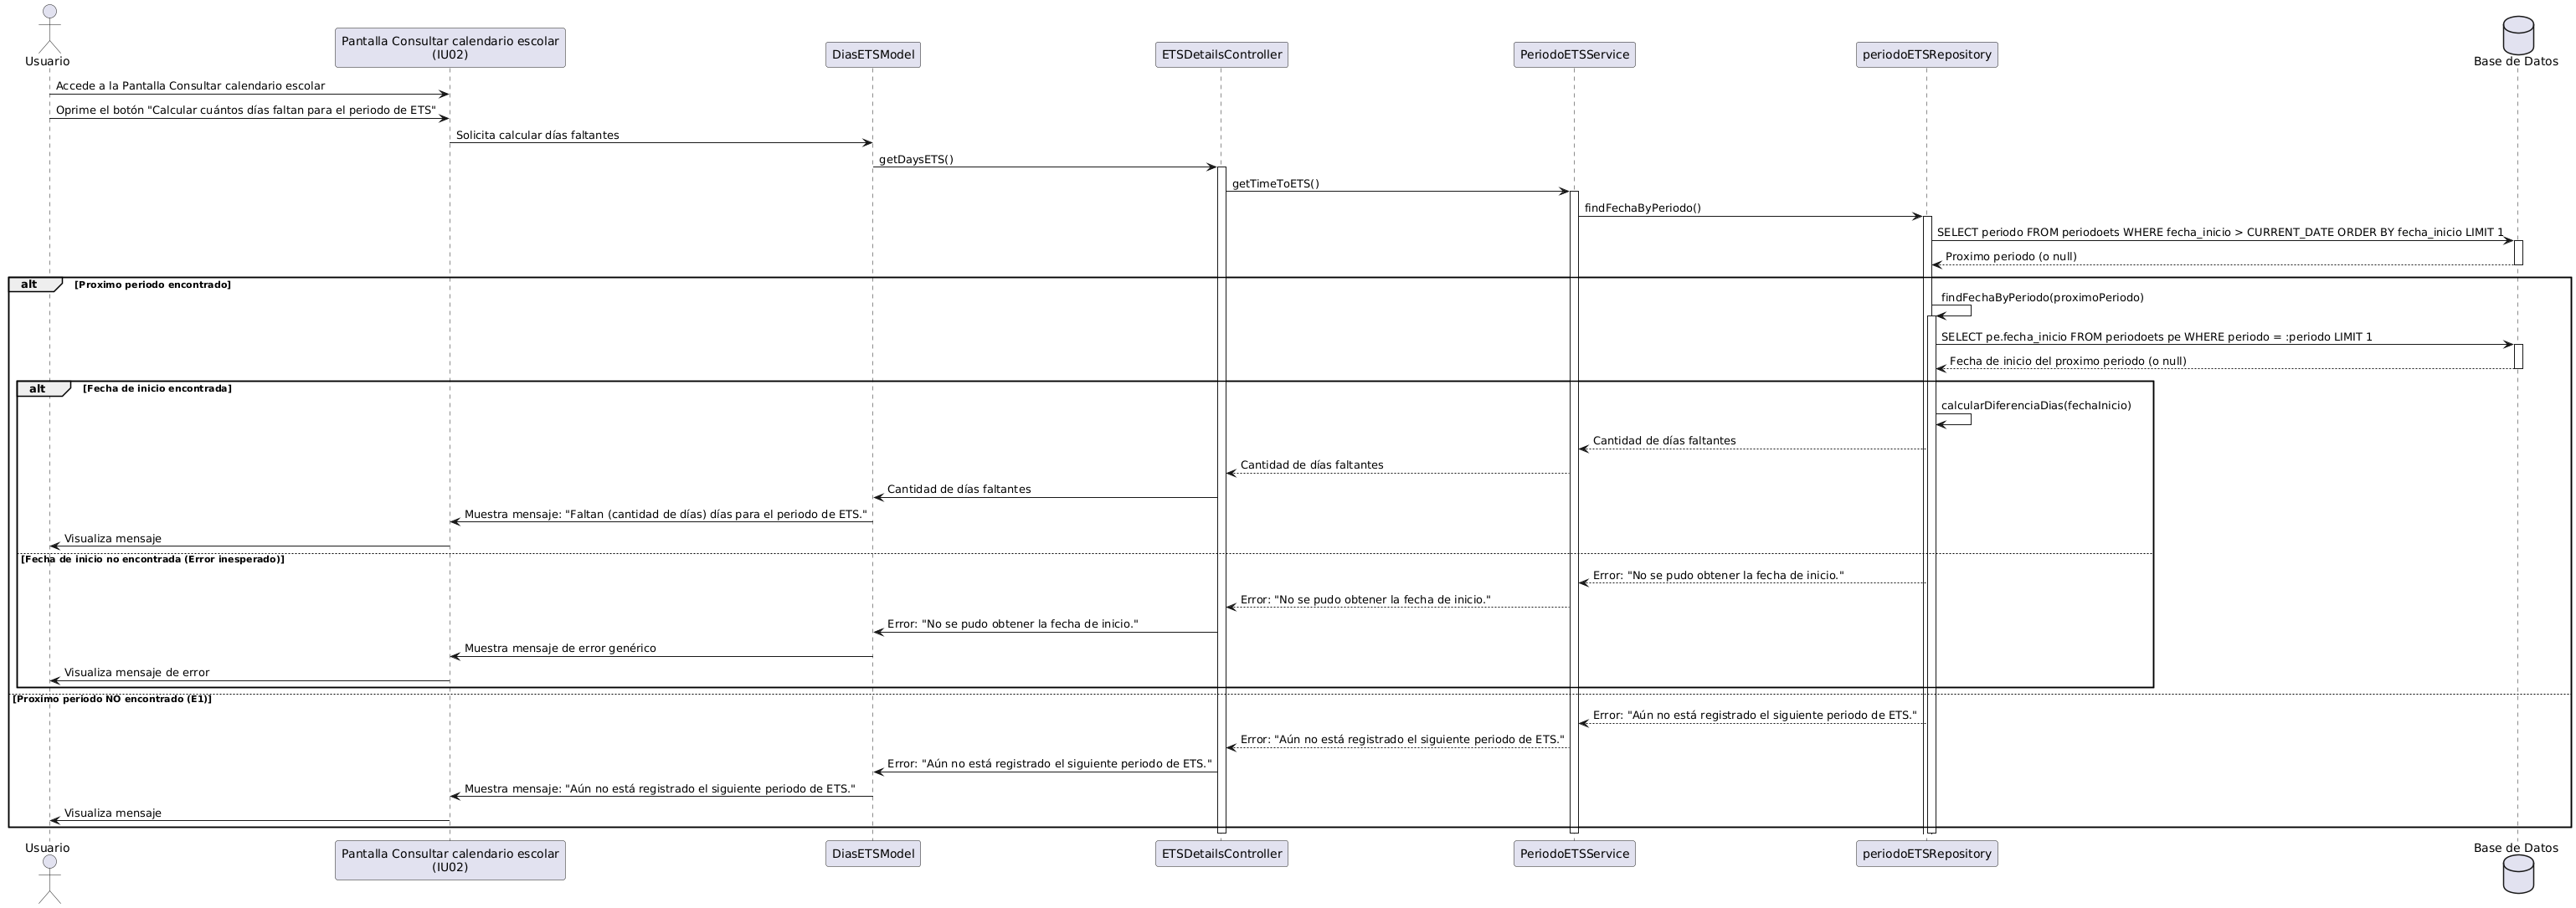 Usuario
Pantalla Consultar calendario escolar
(IU02)
DiasETSModel
ETSDetailsController
PeriodoETSService
periodoETSRepository
Base de Datos
Accede a la Pantalla Consultar calendario escolar
Oprime el botón "Calcular cuántos días faltan para el periodo de ETS"
Solicita calcular días faltantes
getDaysETS()
getTimeToETS()
findFechaByPeriodo()
SELECT periodo FROM periodoets WHERE fecha_inicio > CURRENT_DATE ORDER BY fecha_inicio LIMIT 1
Proximo periodo (o null)
alt [Proximo periodo encontrado]
findFechaByPeriodo(proximoPeriodo)
SELECT pe.fecha_inicio FROM periodoets pe WHERE periodo = :periodo LIMIT 1
Fecha de inicio del proximo periodo (o null)
alt [Fecha de inicio encontrada]
calcularDiferenciaDias(fechaInicio)
Cantidad de días faltantes
Cantidad de días faltantes
Cantidad de días faltantes
Muestra mensaje: "Faltan (cantidad de días) días para el periodo de ETS."
Visualiza mensaje
[Fecha de inicio no encontrada (Error inesperado)]
Error: "No se pudo obtener la fecha de inicio."
Error: "No se pudo obtener la fecha de inicio."
Error: "No se pudo obtener la fecha de inicio."
Muestra mensaje de error genérico
Visualiza mensaje de error
[Proximo periodo NO encontrado (E1)]
Error: "Aún no está registrado el siguiente periodo de ETS."
Error: "Aún no está registrado el siguiente periodo de ETS."
Error: "Aún no está registrado el siguiente periodo de ETS."
Muestra mensaje: "Aún no está registrado el siguiente periodo de ETS."
Visualiza mensaje
Usuario
Pantalla Consultar calendario escolar
(IU02)
DiasETSModel
ETSDetailsController
PeriodoETSService
periodoETSRepository
Base de Datos